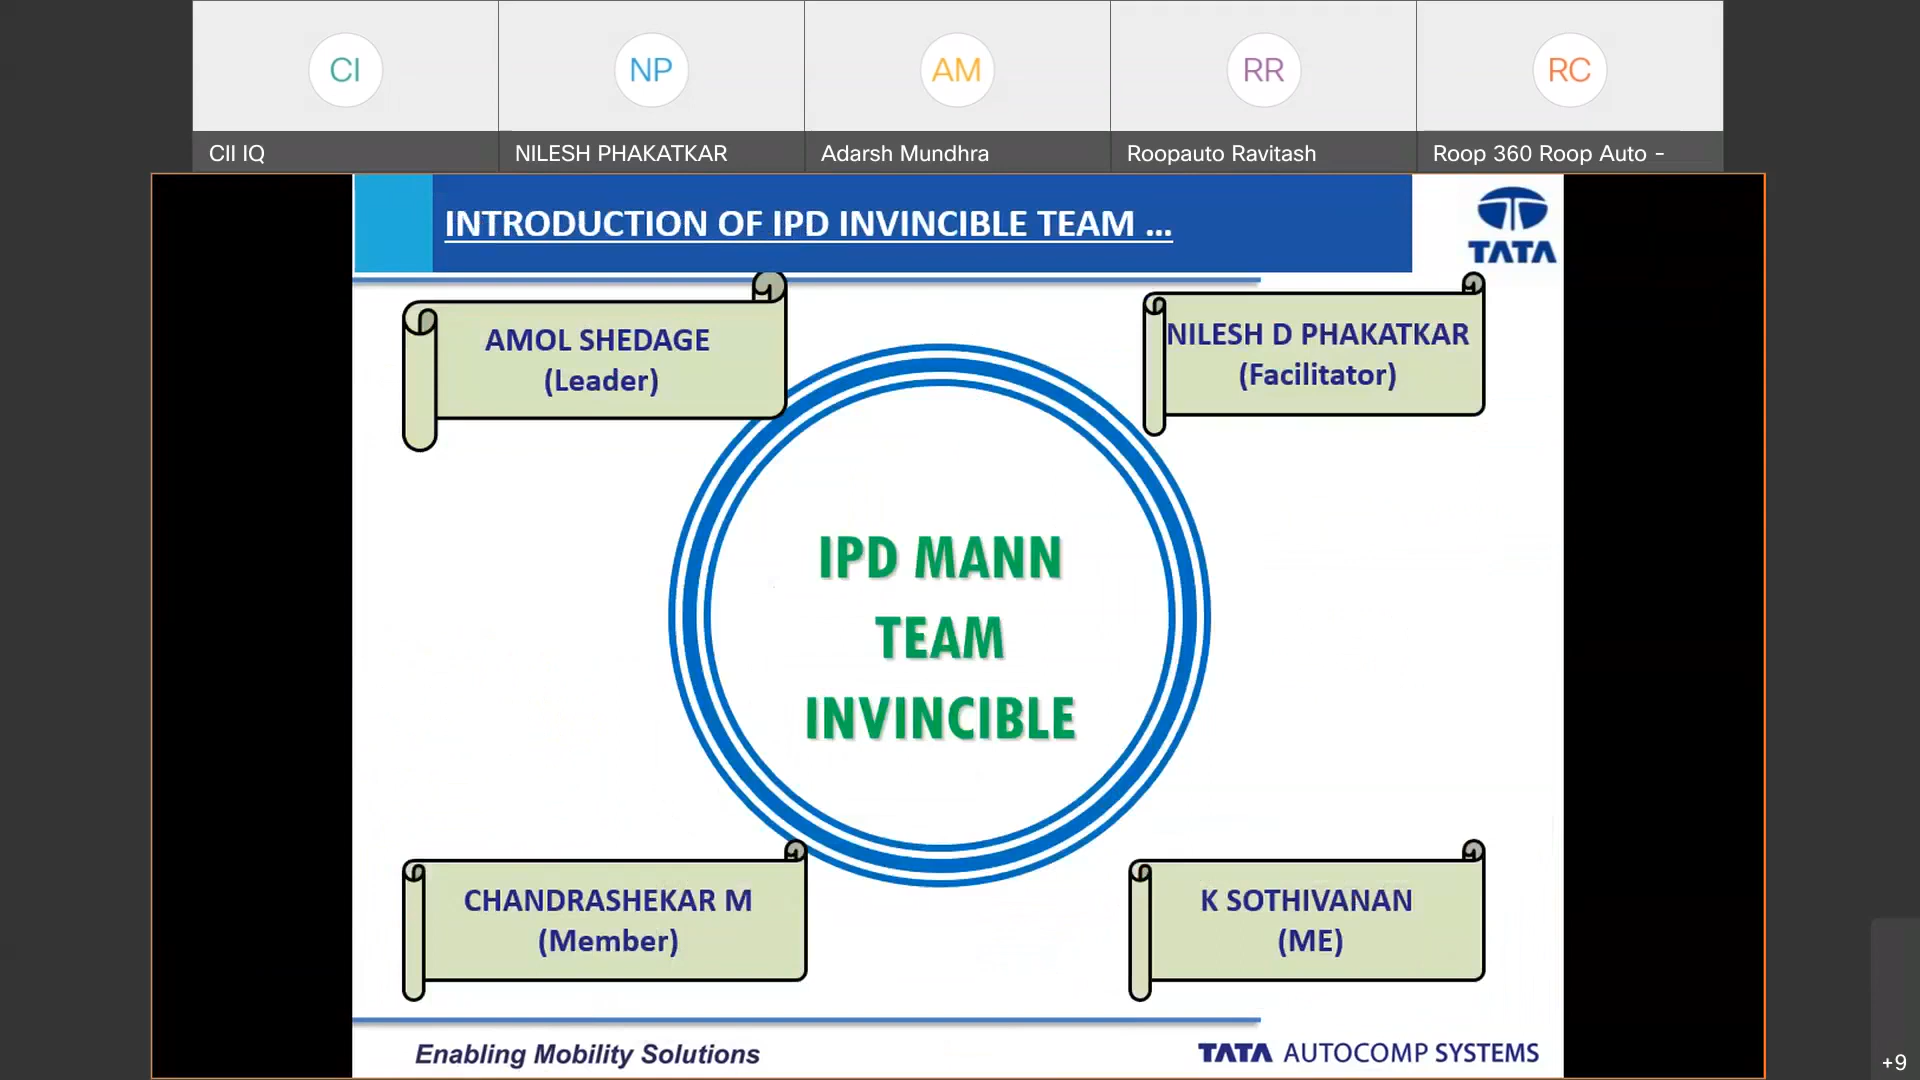 CI
NP
AM
RR
RC
CII IQ
NILESH PHAKATKAR
Adarsh Mundhra
Roopauto Ravitash
Roop 360 Roop Auto -
INTRODUCTION OF IPD INVINCIBLE TEAM ...
TATA
AMOL SHEDAGE
(Leader)
NILESH D PHAKATKAR
(Facilitator)
IPD MANN
TEAM
INVINCIBLE
CHANDRASHEKAR M
(Member)
K SOTHIVANAN
(ME)
Enabling Mobility Solutions
TATA AUTOCOMP SYSTEMS
+9